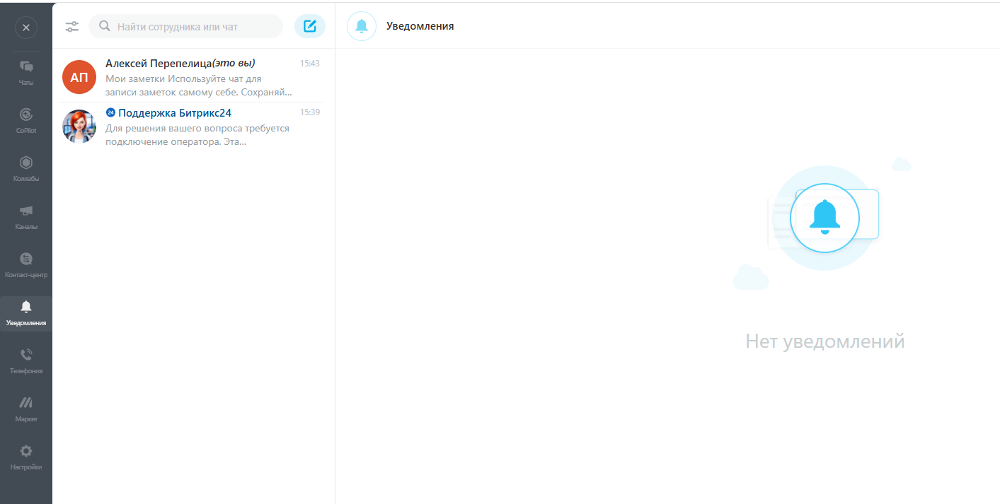 Найти сотрудника или чат
Уведомления
Чаты
CoPilot
Коллабы
Каналы
Контакт-центр
Уведомления
Телефония
Маркет
Настройки
АП
Алексей Перепелица(это вы) 15:43
Мои заметки Используйте чат для
записи заметок самому себе. Сохраняй...
24 Поддержка Битрикс24 15:39
Для решения вашего вопроса требуется
подключение оператора. Эта...
Нет уведомлений